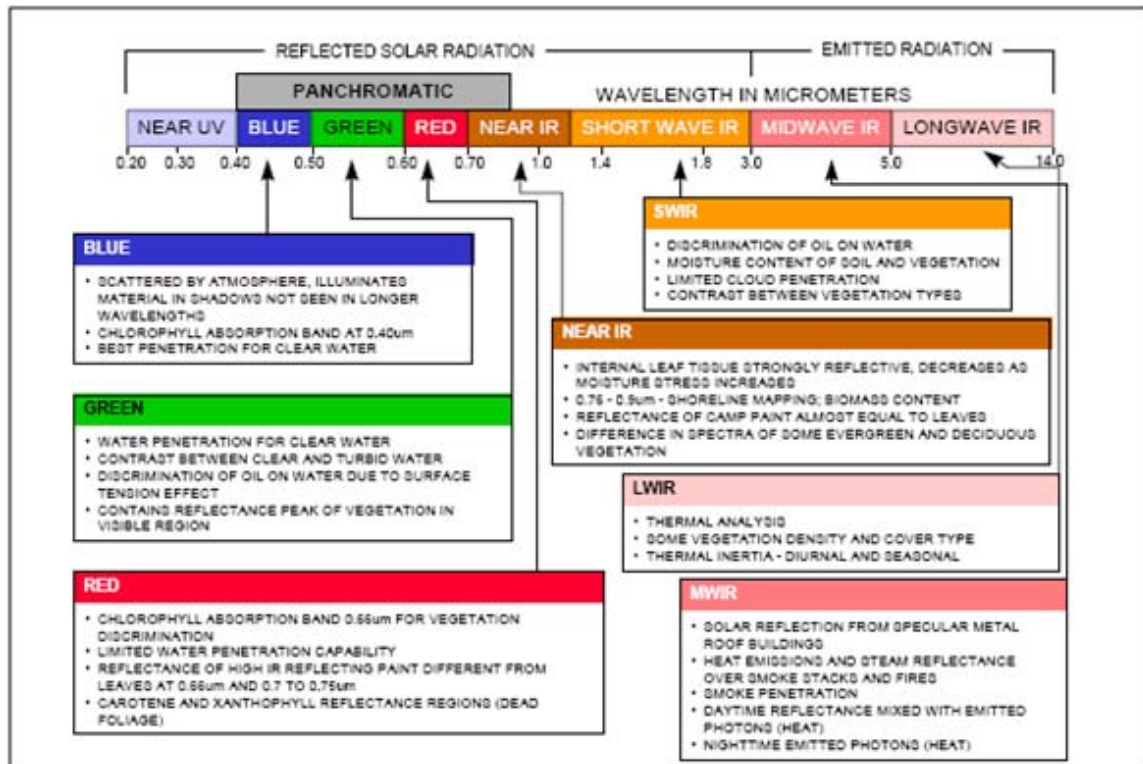 REFLECTED SOLAR RADIATION EMITTED RADIATION
PANCHROMATIC WAVELENGTH IN MICROMETERS
NEAR UV BLUE GREEN RED NEAR IR SHORT WAVE IR MIDWAVE IR LONGWAVE IR
0.20 0.30 0.40 0.50 0.60 0.70 1.0 1.4 1.8 3.0 5.0 14.0
BLUE
• SCATTERED BY ATMOSPHERE, ILLUMINATES
MATERIAL IN SHADOWS NOT SEEN IN LONGER
WAVELENGTHS
• CHLOROPHYLL ABSORPTION BAND AT 0.40um
• BEST PENETRATION FOR CLEAR WATER
GREEN
• WATER PENETRATION FOR CLEAR WATER
• CONTRAST BETWEEN CLEAR AND TURBID WATER
• DISCRIMINATION OF OIL ON WATER DUE TO SURFACE
TENSION EFFECT
• CONTAINS REFLECTANCE PEAK OF VEGETATION IN
VISIBLE REGION
RED
• CHLOROPHYLL ABSORPTION BAND FOR VEGETATION
DISCRIMINATION
• LIMITED WATER PENETRATION CAPABILITY
• REFLECTANCE OF HIGH IR REFLECTING PAINT DIFFERENT FROM
LEAVES AT AND 0.7 TO 0.75um
• CAROTENE AND XANTHOPHYLL REFLECTANCE REGIONS (DEAD
FOLIAGE)
SWIR
• DISCRIMINATION OF OIL ON WATER
• MOISTURE CONTENT OF SOIL AND VEGETATION
• LIMITED CLOUD PENETRATION
• CONTRAST BETWEEN VEGETATION TYPES
NEAR IR
• INTERNAL LEAF TISSUE STRONGLY REFLECTIVE, DECREASES AS
MOISTURE STRESS INCREASES
• - 0.9um - SHORELINE MAPPING; BIOMASS CONTENT
• REFLECTANCE OF CAMP PAINT ALMOST EQUAL TO LEAVES
• DIFFERENCE IN SPECTRA OF SOME EVERGREEN AND DECIDUOUS
VEGETATION
LWIR
• THERMAL ANALYSIS
• SOME VEGETATION DENSITY AND COVER TYPE
• THERMAL INERTIA - DIURNAL AND SEASONAL
MWIR
• SOLAR REFLECTION FROM SPECULAR METAL
ROOF BUILDINGS
• HEAT EMISSIONS AND STEAM REFLECTANCE
OVER SMOKE STACKS AND FIRES
• SMOKE PENETRATION
• DAYTIME REFLECTANCE MIXED WITH EMITTED
PHOTONS (HEAT)
• NIGHTTIME EMITTED PHOTONS (HEAT)